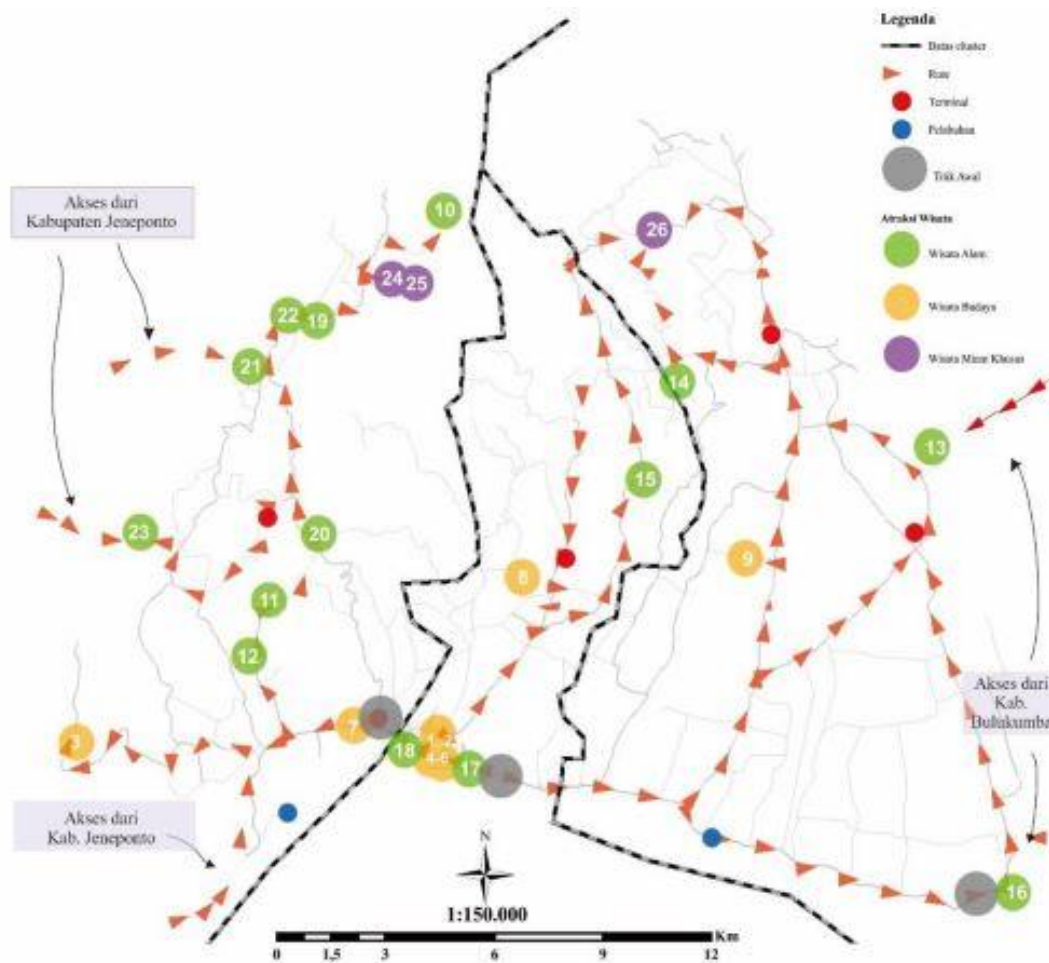 Legenda
Batas cluster
Rute
Terminal
Pelabuhan
Titik Awal
Atraksi Wisata
Wisata Alam
Wisata Budaya
Wisata Minat Khusus
Akses dari
Kabupaten Jeneponto
10
26
24
25
22
19
21
14
13
15
23
20
8
9
11
12
3
7
18
4-6
17
16
Akses dari
Kab.
Bulukumba
Akses dari
Kab. Jeneponto
N
1:150.000
Km
0
1,5
3
6
9
12